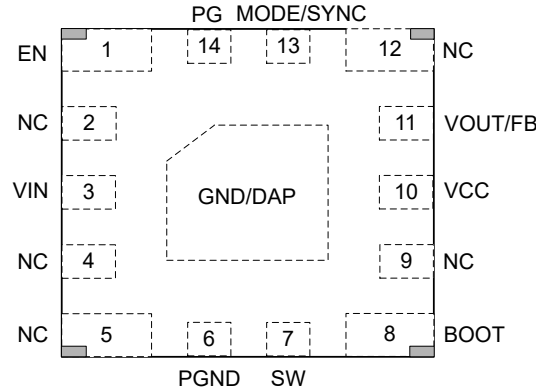 PG MODE/SYNC
EN 1 14 13 12 NC
NC 2 11 VOUT/FB
VIN 3 GND/DAP 10 VCC
NC 4 9 NC
NC 5 6 7 8 BOOT
PGND SW